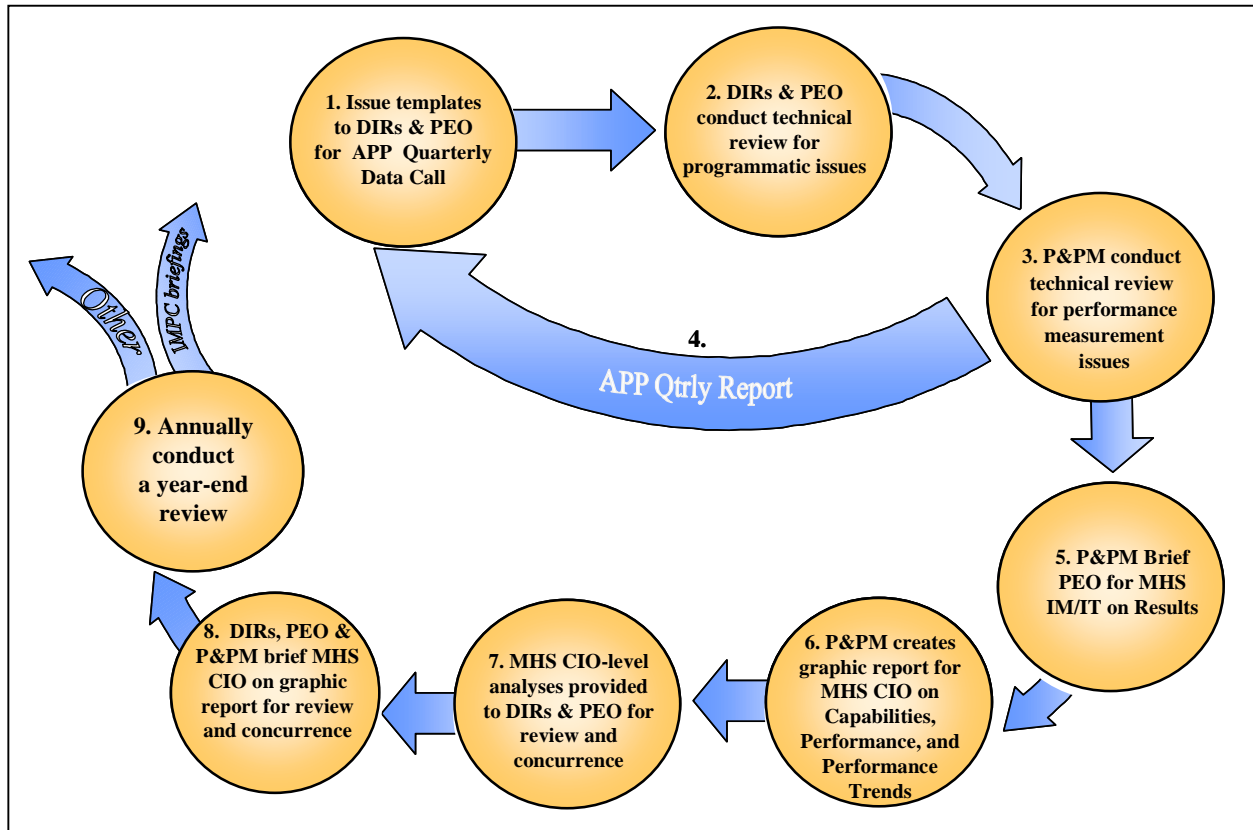 1. Issue templates
to DIRs & PEO
for APP Quarterly
Data Call
2. DIRs & PEO
conduct technical
review for
programmatic issues
3. P&PM conduct
technical review
for performance
measurement
issues
4.
APP Qtrly Report
5. P&PM Brief
PEO for MHS
IM/IT on Results
6. P&PM creates
graphic report for
MHS CIO on
Capabilities,
Performance, and
Performance
Trends
7. MHS CIO-level
analyses provided
to DIRs & PEO for
review and
concurrence
8. DIRs, PEO &
P&PM brief MHS
CIO on graphic
report for review
and concurrence
9. Annually
conduct
a year-end
review
Other
IMPC briefings